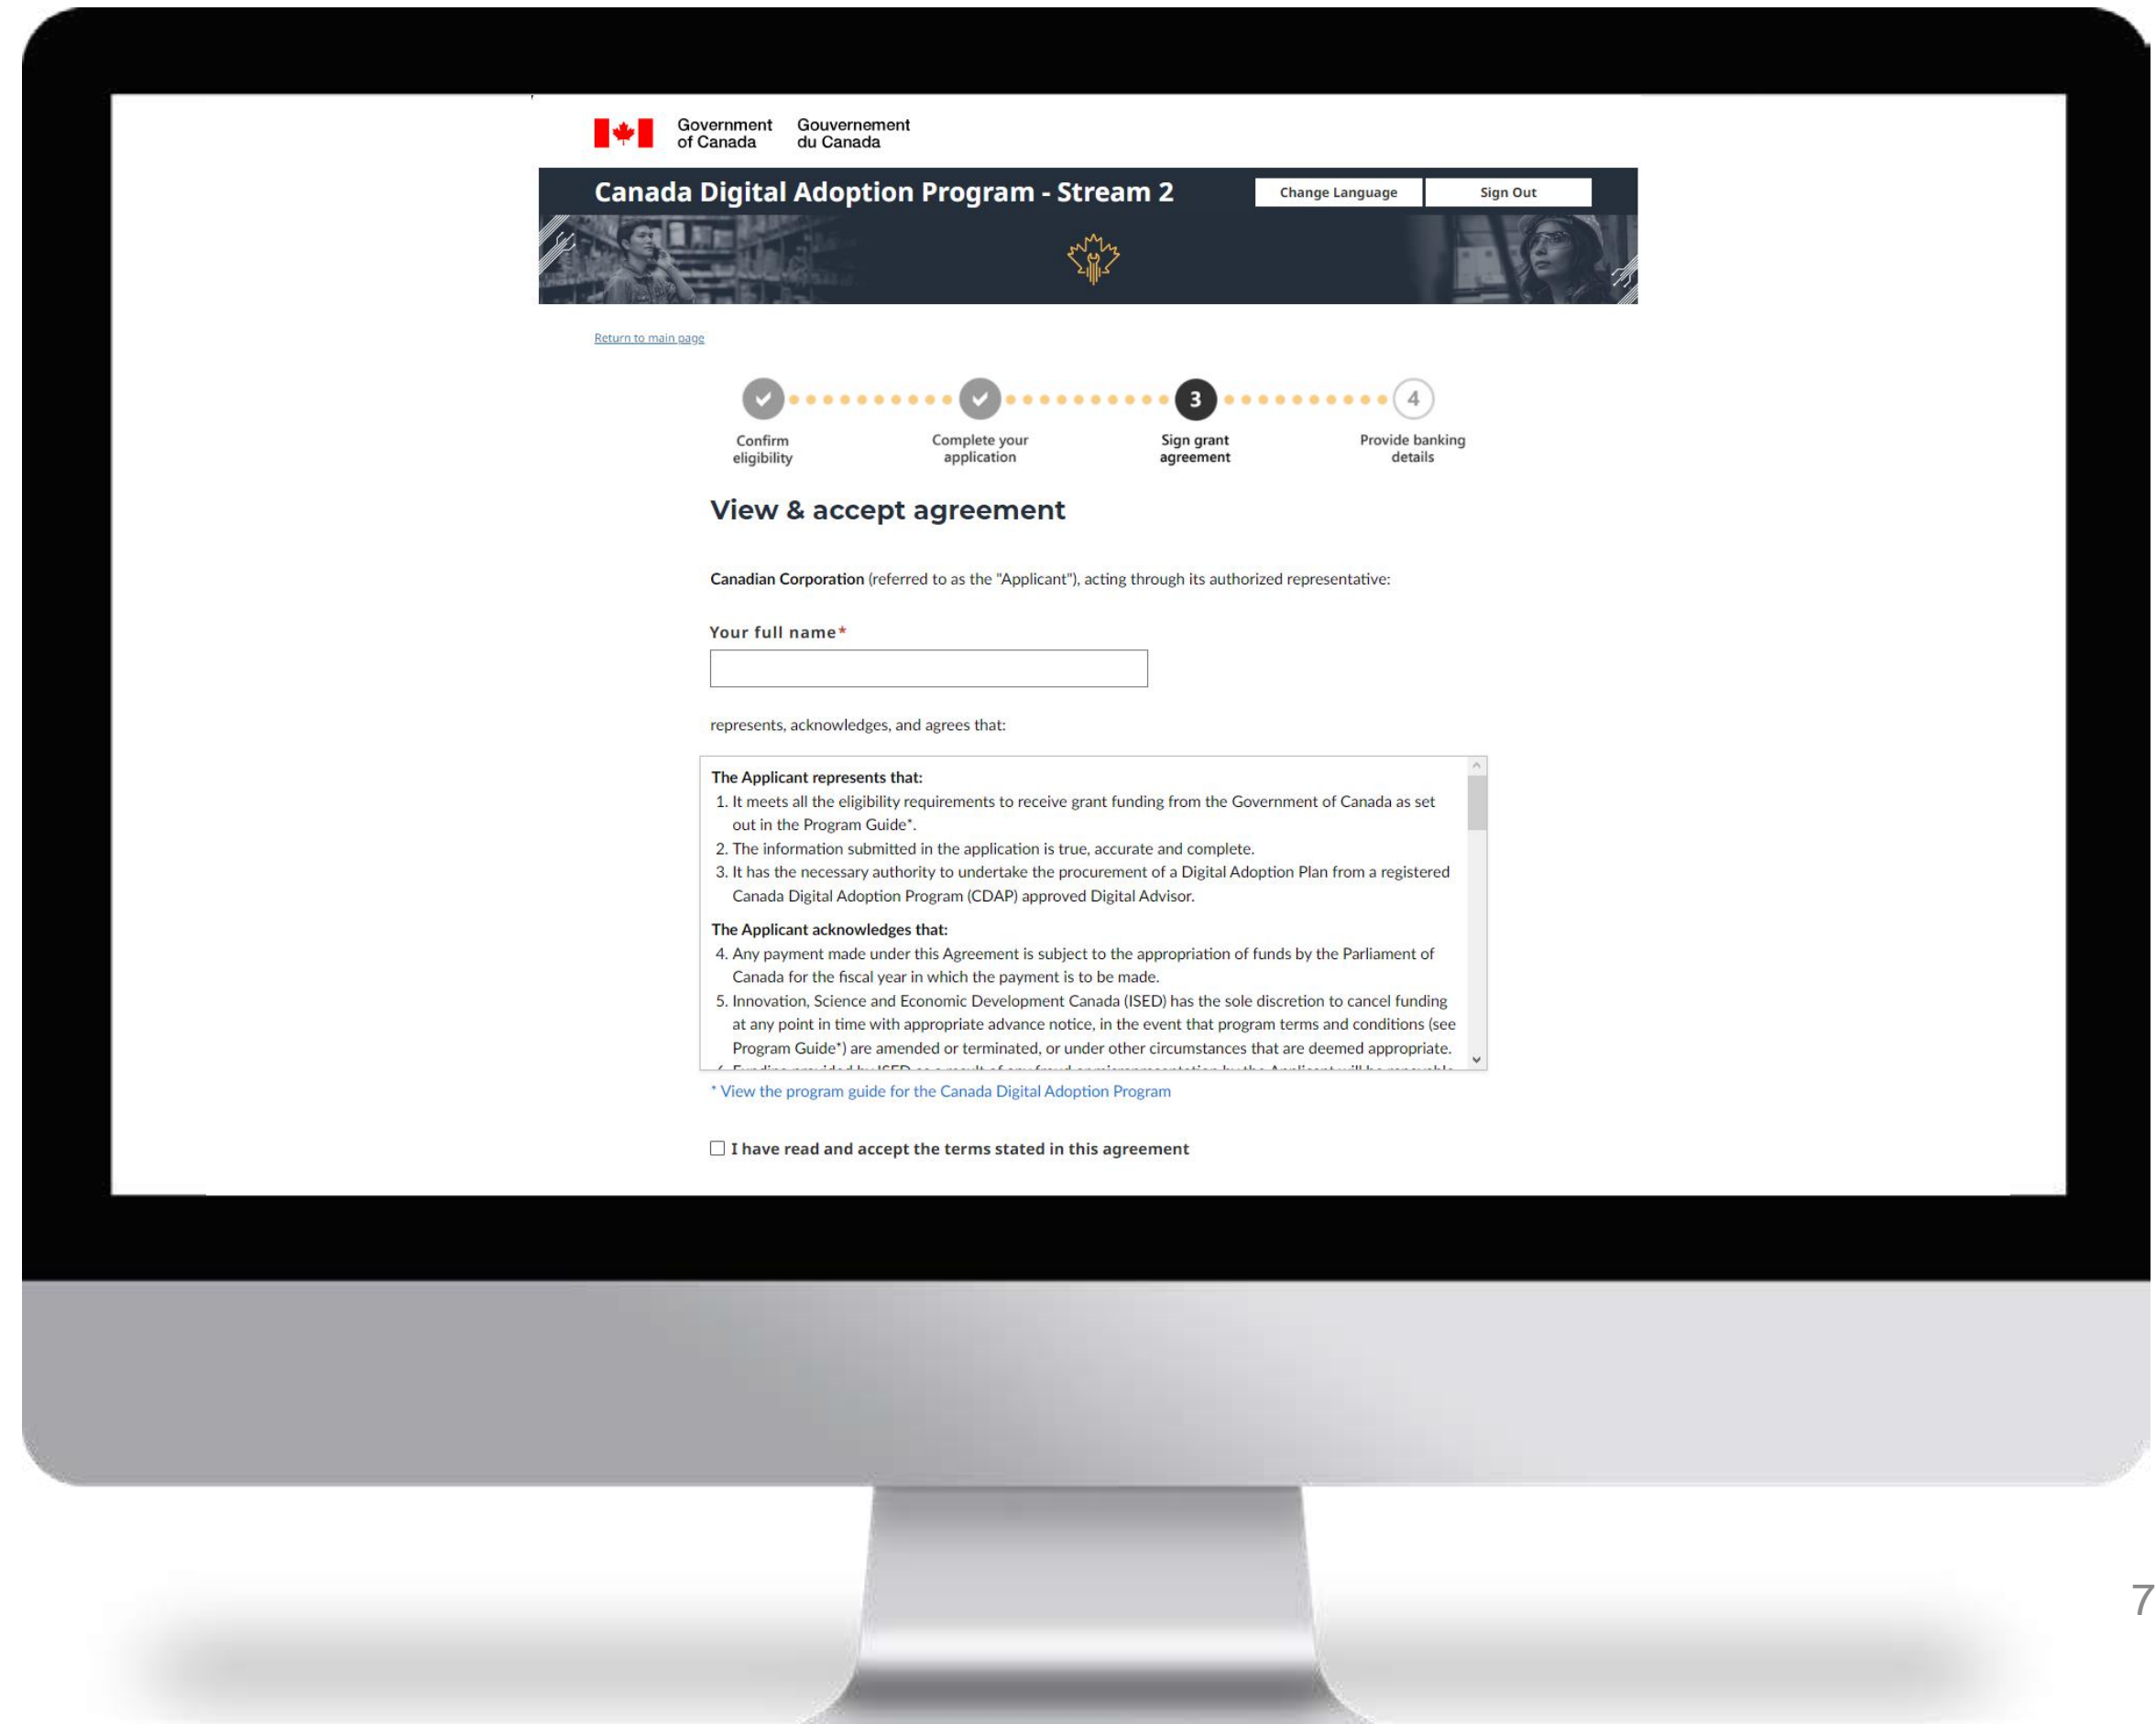 Government of Canada
Gouvernement du Canada
Canada Digital Adoption Program - Stream 2
Change Language
Sign Out
Return to main page
3
4
Confirm eligibility
Complete your application
Sign grant agreement
Provide banking details
View & accept agreement
Canadian Corporation (referred to as the "Applicant"), acting through its authorized representative:
Your full name*
represents, acknowledges, and agrees that:
The Applicant represents that:
1. It meets all the eligibility requirements to receive grant funding from the Government of Canada as set
out in the Program Guide*.
2. The information submitted in the application is true, accurate and complete.
3. It has the necessary authority to undertake the procurement of a Digital Adoption Plan from a registered
Canada Digital Adoption Program (CDAP) approved Digital Advisor.
The Applicant acknowledges that:
4. Any payment made under this Agreement is subject to the appropriation of funds by the Parliament of
Canada for the fiscal year in which the payment is to be made.
5. Innovation, Science and Economic Development Canada (ISED) has the sole discretion to cancel funding
at any point in time with appropriate advance notice, in the event that program terms and conditions (see
Program Guide*) are amended or terminated, or under other circumstances that are deemed appropriate.
* View the program guide for the Canada Digital Adoption Program
I have read and accept the terms stated in this agreement
7